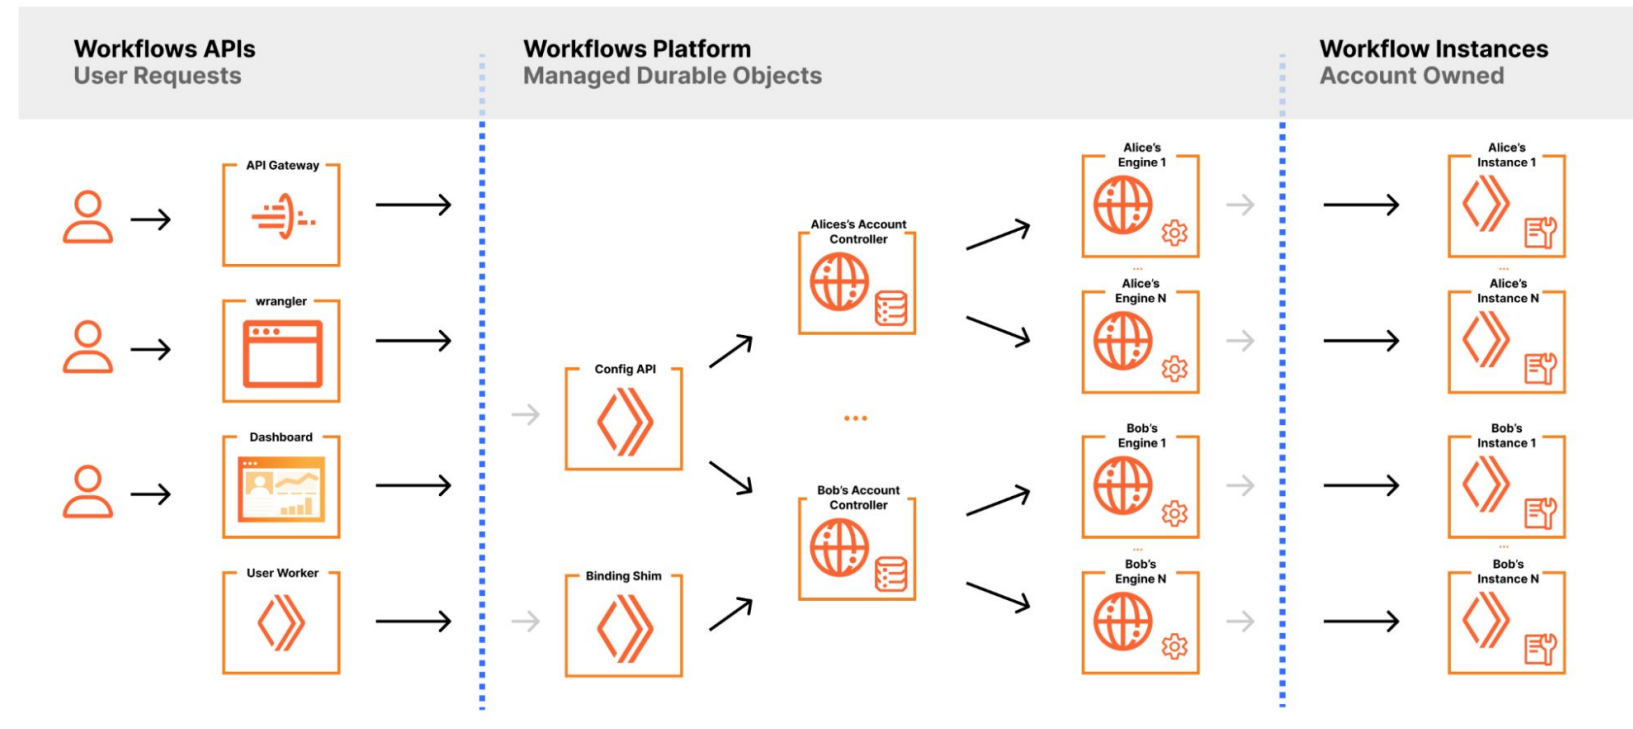 Workflows APIs
User Requests
Workflows Platform
Managed Durable Objects
Workflow Instances
Account Owned
API Gateway
wrangler
Dashboard
User Worker
Config API
Binding Shim
Alices's Account
Controller
...
Bob's Account
Controller
Alice's
Engine 1
...
Alice's
Engine N
Bob's
Engine 1
...
Bob's
Engine N
Alice's
Instance 1
...
Alice's
Instance N
Bob's
Instance 1
...
Bob's
Instance N